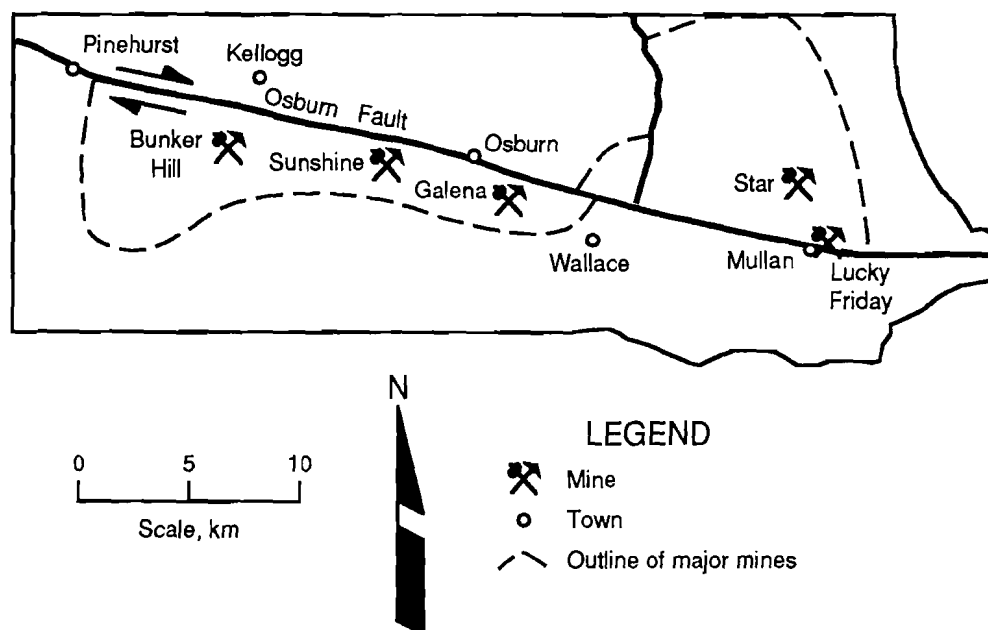 Pinehurst
Kellogg
Osburn Fault
Bunker
Hill
Sunshine
Osburn
Galena
Star
Wallace
Mullan
Lucky
Friday
N
LEGEND
0 5 10
Scale, km
Mine
Town
Outline of major mines